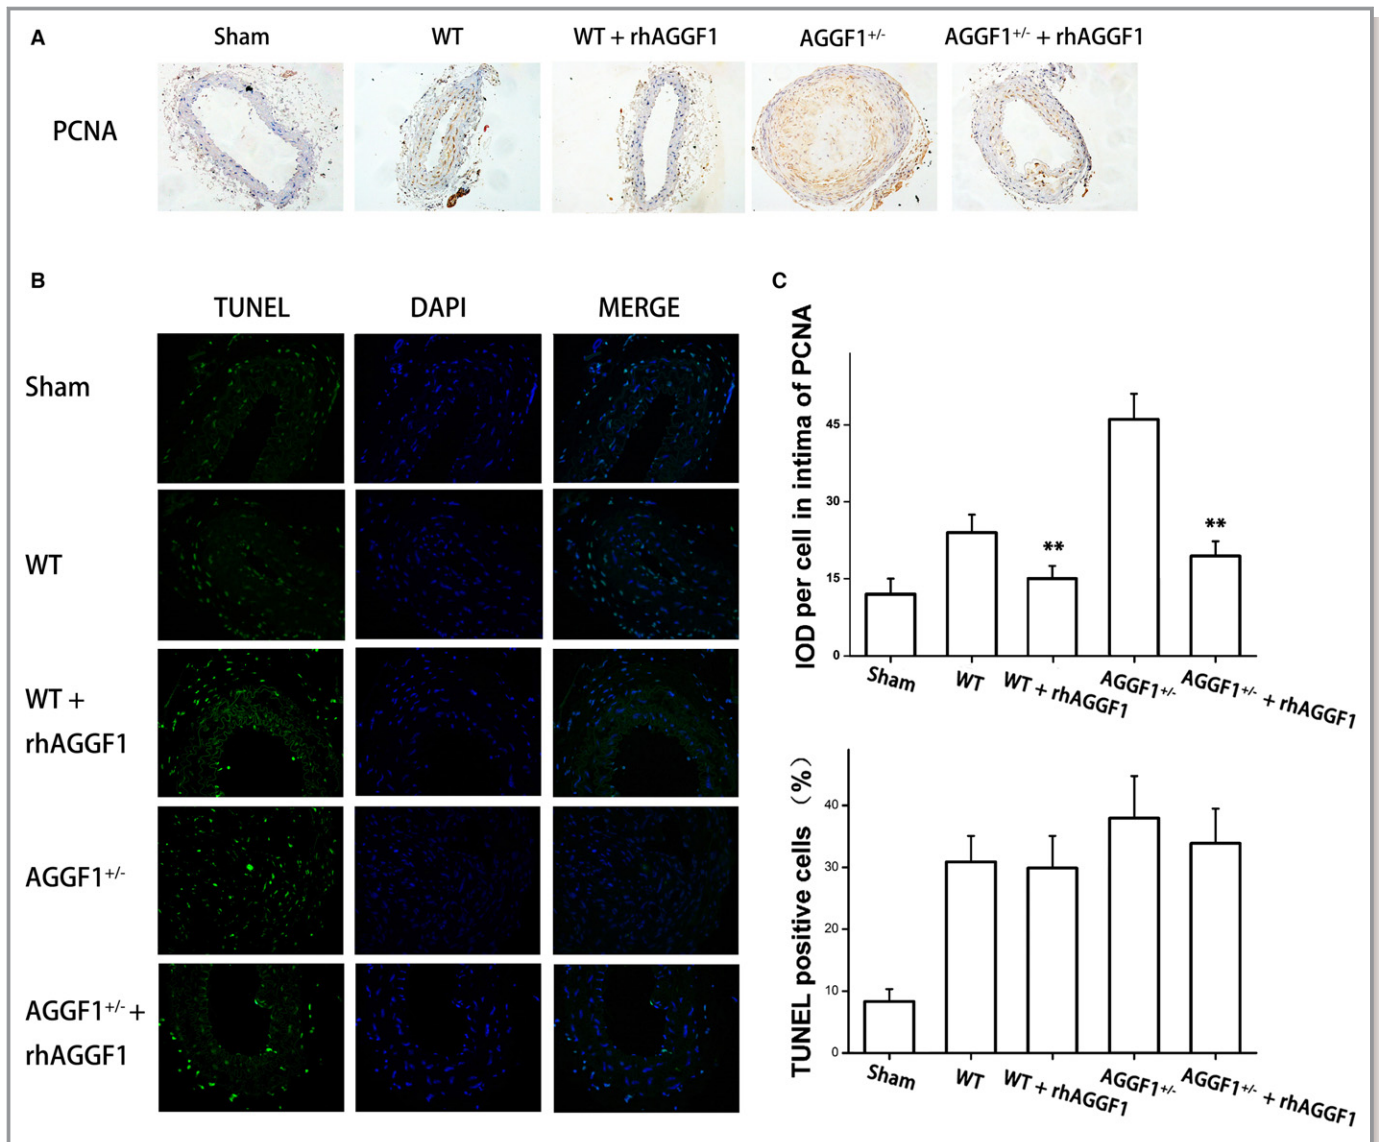 A
Sham
WT
WT + rhAGGF1
AGGF1+/-
AGGF1+/- + rhAGGF1
PCNA
B
TUNEL
DAPI
MERGE
Sham
WT
WT +
rhAGGF1
AGGF1+/-
AGGF1+/- +
rhAGGF1
C
IOD per cell in intima of PCNA
45
30
15
0
**
**
Sham
WT
WT + rhAGGF1
AGGF1+/-
AGGF1+/- + rhAGGF1
TUNEL positive cells (%)
40
30
20
10
0
Sham
WT
WT + rhAGGF1
AGGF1+/-
AGGF1+/- + rhAGGF1